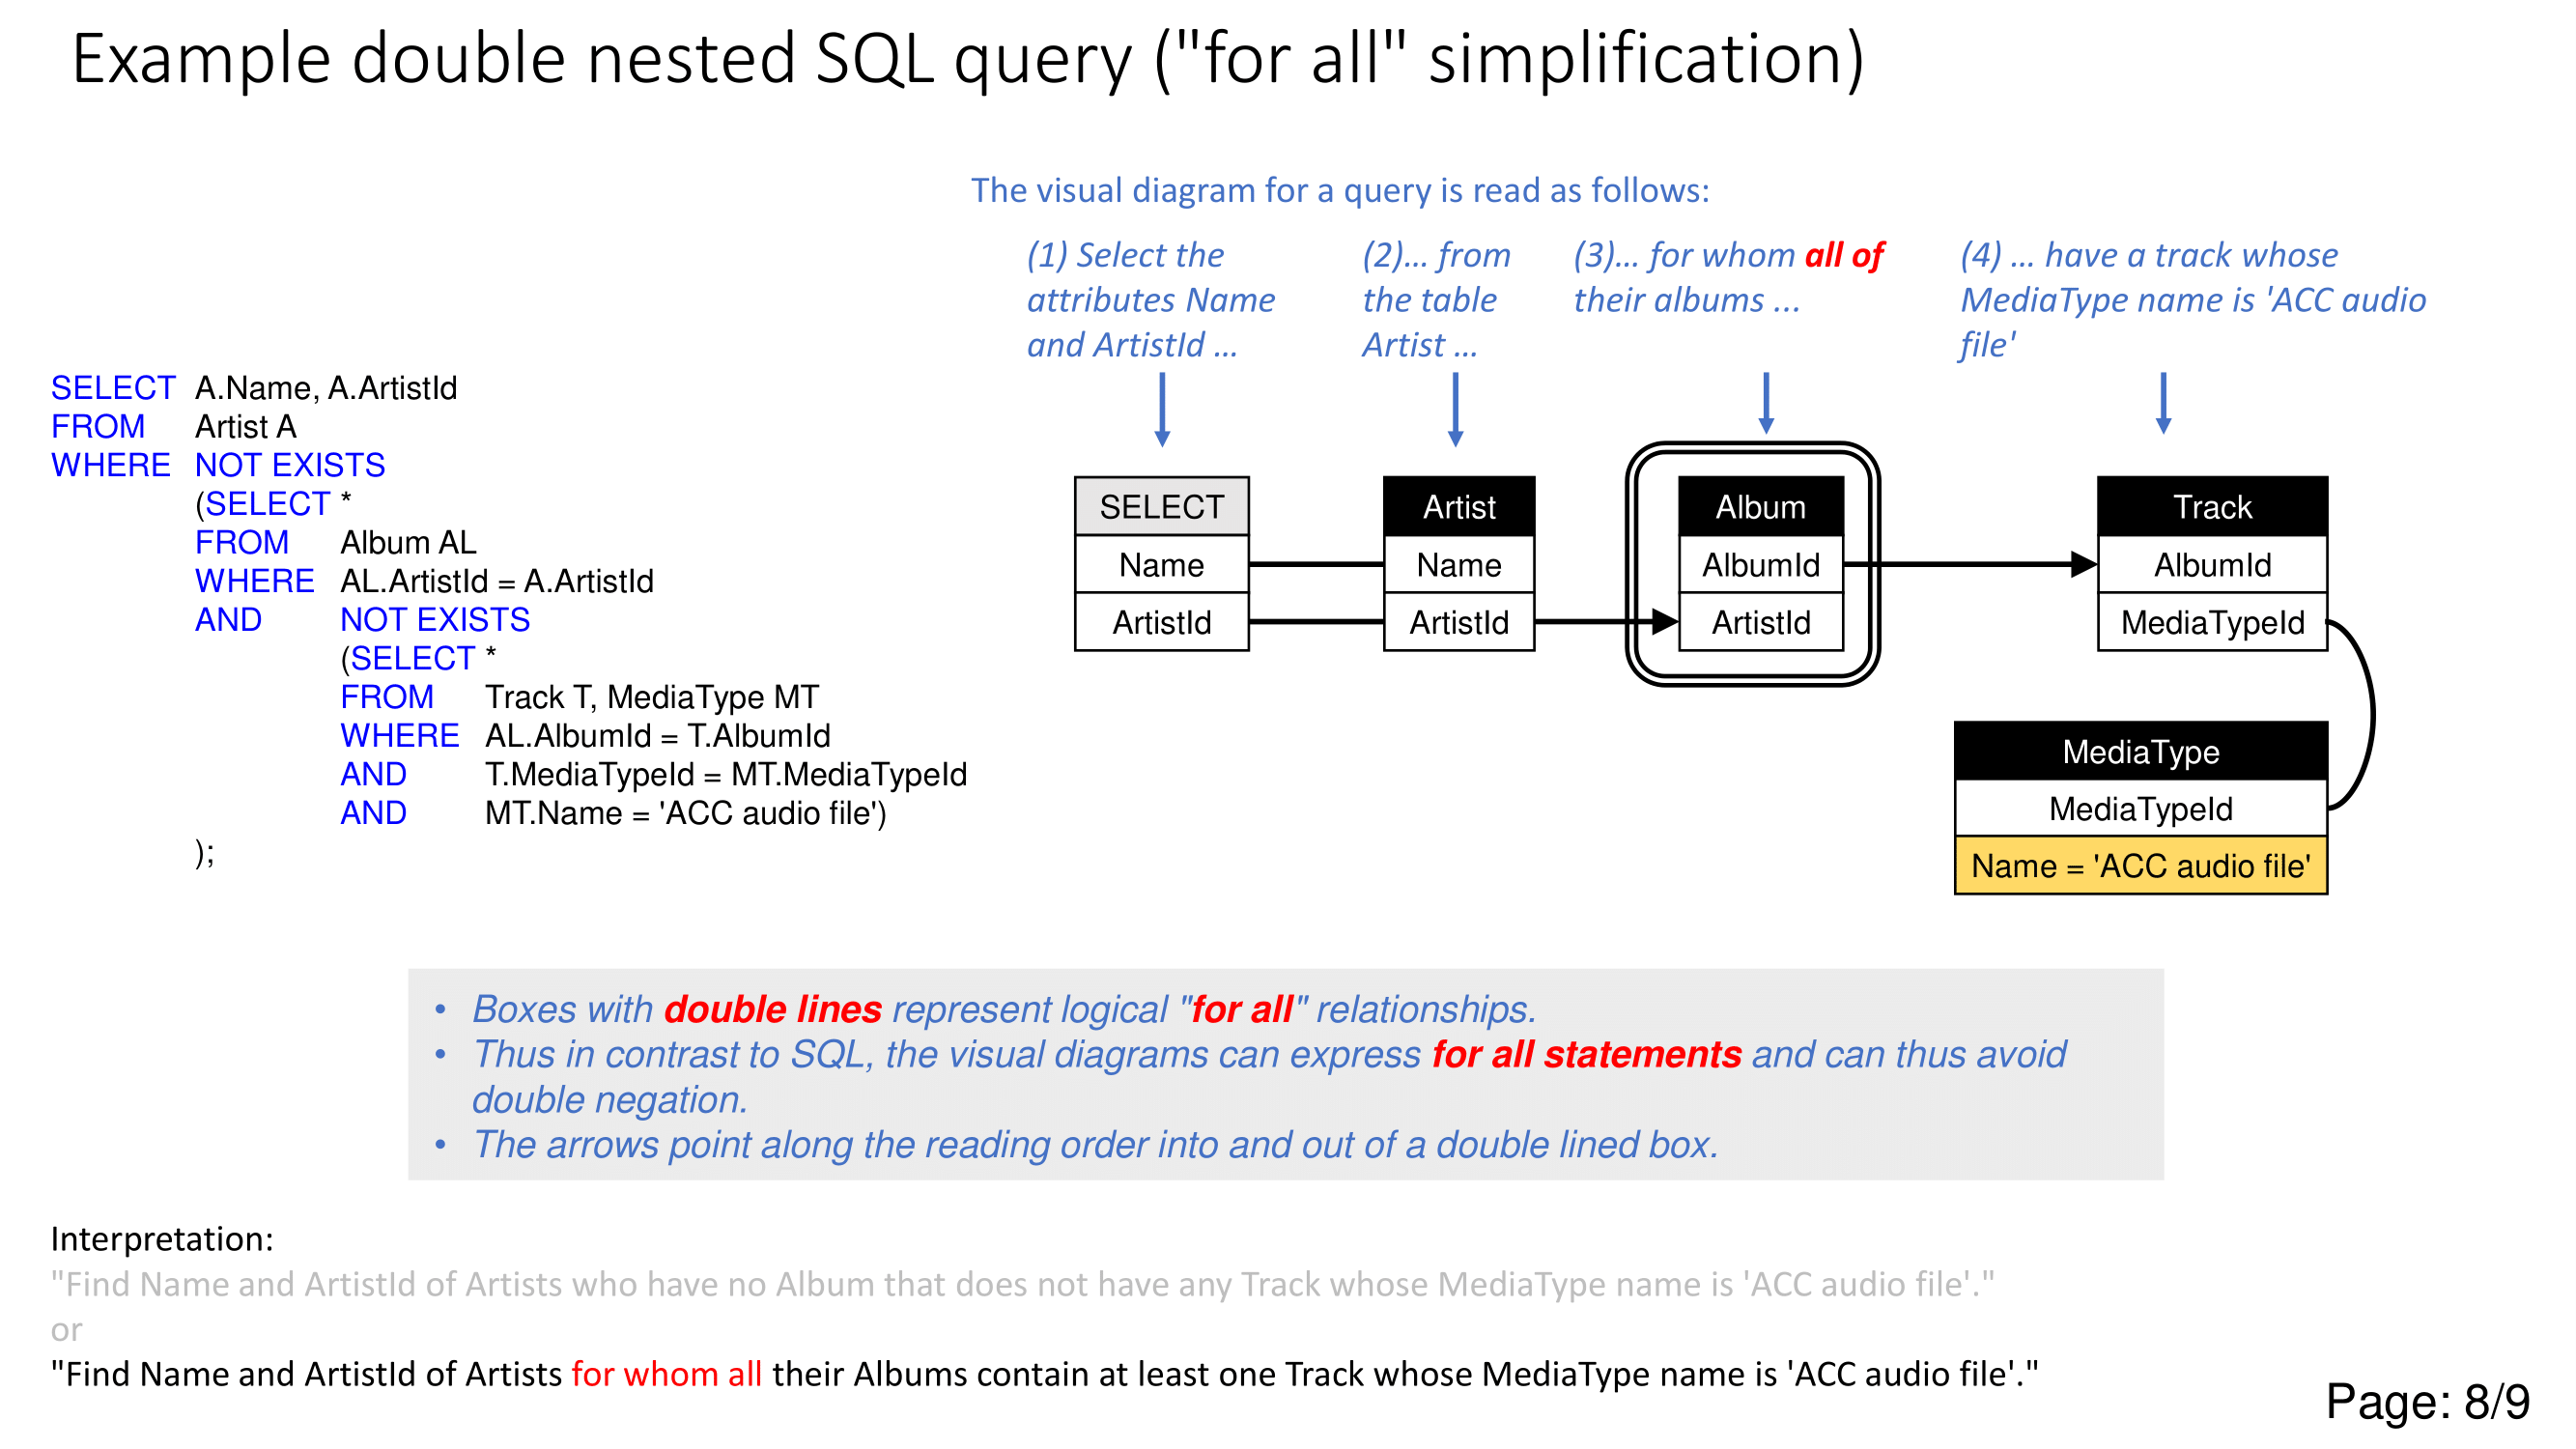 Example double nested SQL query ("for all" simplification)
The visual diagram for a query is read as follows:
(1) Select the
attributes Name
and ArtistId ...
(2)... from
the table
Artist ...
(3)... for whom all of
their albums ...
(4) ... have a track whose
MediaType name is 'ACC audio
file'
SELECT A.Name, A.ArtistId
FROM Artist A
WHERE NOT EXISTS
(SELECT *
FROM Album AL
WHERE AL.ArtistId = A.ArtistId
AND NOT EXISTS
(SELECT *
FROM Track T, MediaType MT
WHERE AL.AlbumId = T.AlbumId
AND T.MediaTypeId = MT.MediaTypeId
AND MT.Name = 'ACC audio file')
);
SELECT
Name
ArtistId
Artist
Name
ArtistId
Album
AlbumId
ArtistId
Track
AlbumId
MediaTypeId
MediaType
MediaTypeId
Name = 'ACC audio file'
• Boxes with double lines represent logical "for all" relationships.
• Thus in contrast to SQL, the visual diagrams can express for all statements and can thus avoid
double negation.
• The arrows point along the reading order into and out of a double lined box.
Interpretation:
"Find Name and ArtistId of Artists who have no Album that does not have any Track whose MediaType name is 'ACC audio file'."
or
"Find Name and ArtistId of Artists for whom all their Albums contain at least one Track whose MediaType name is 'ACC audio file'."
Page: 8/9